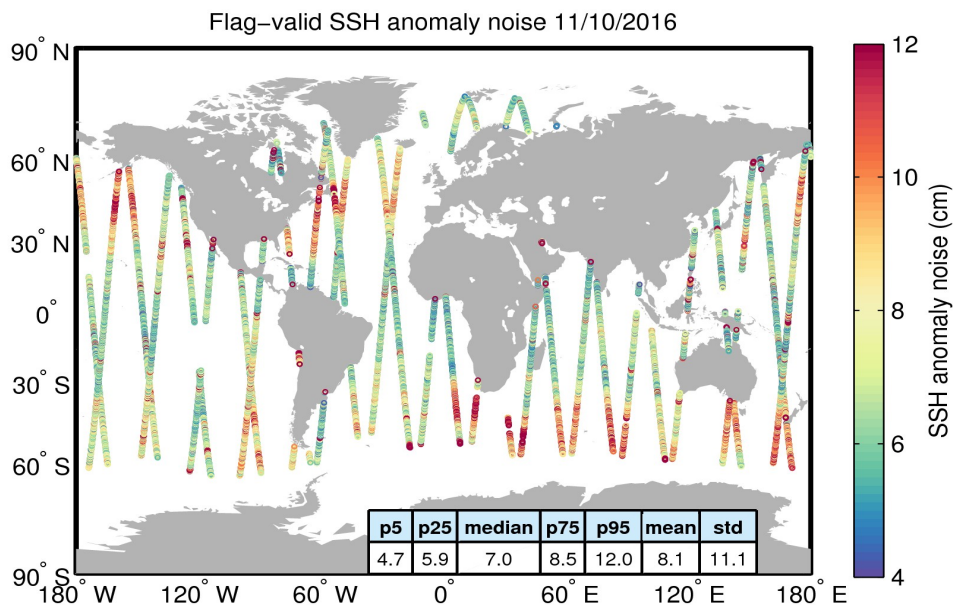 Flag−valid SSH anomaly noise 11/10/2016
90° N
60° N
30° N
0°
30° S
60° S
90° S
180° W
120° W
60° W
0°
60° E
120° E
180° E
p5 p25 median p75 p95 mean std
4.7 5.9 7.0 8.5 12.0 8.1 11.1
12
10
8
6
4
SSH anomaly noise (cm)